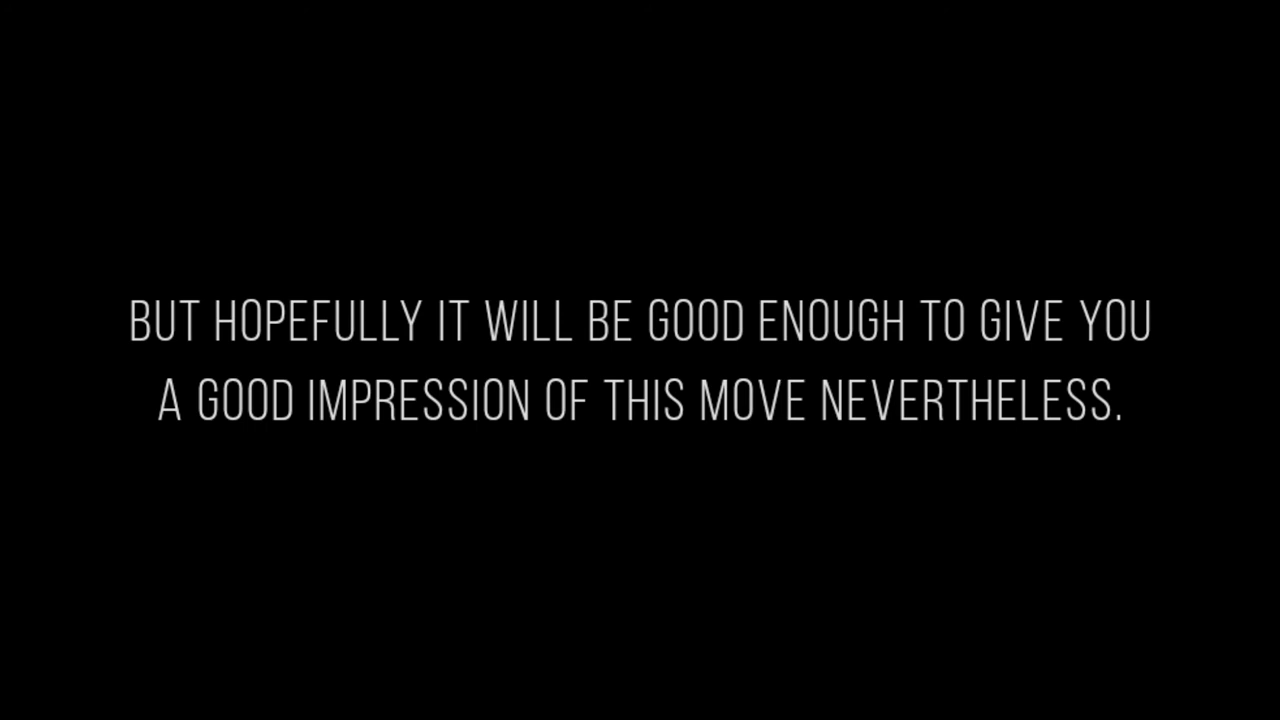 BUT HOPEFULLY IT WILL BE GOOD ENOUGH TO GIVE YOU
A GOOD IMPRESSION OF THIS MOVE NEVERTHELESS.